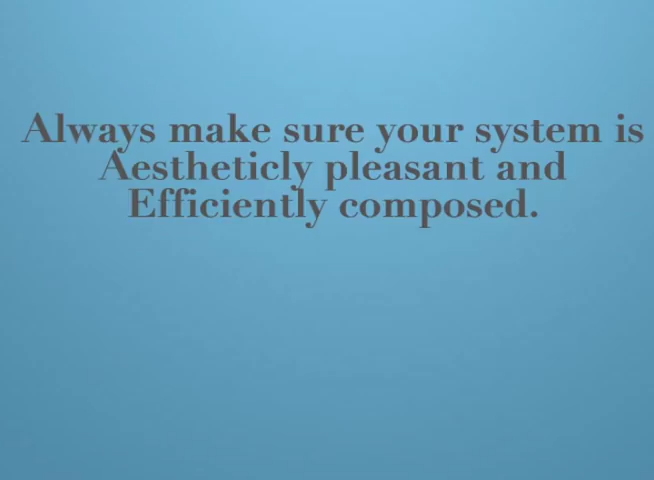 Always make sure your system is
Aestheticly pleasant and
Efficiently composed.